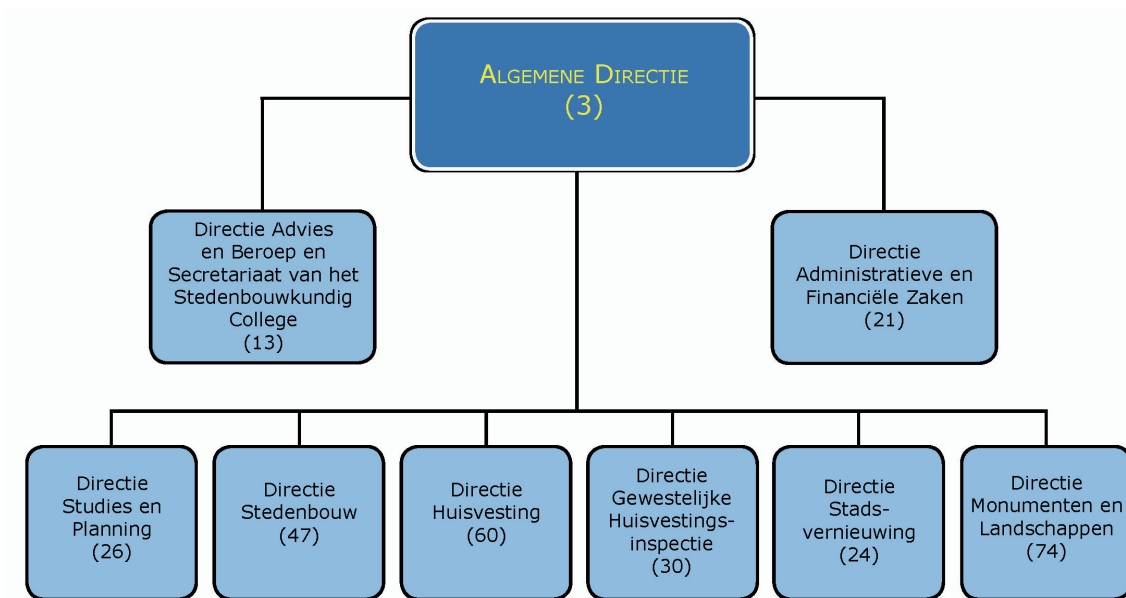 ALGEMENE DIRECTIE
(3)
Directie Advies
en Beroep en
Secretariaat van het
Stedenbouwkundig
College
(13)
Directie
Administratieve en
Financiële Zaken
(21)
Directie
Studies en
Planning
(26)
Directie
Stedenbouw
(47)
Directie
Huisvesting
(60)
Directie
Gewestelijke
Huisvestings-
inspectie
(30)
Directie
Stads-
vernieuwing
(24)
Directie
Monumenten en
Landschappen
(74)